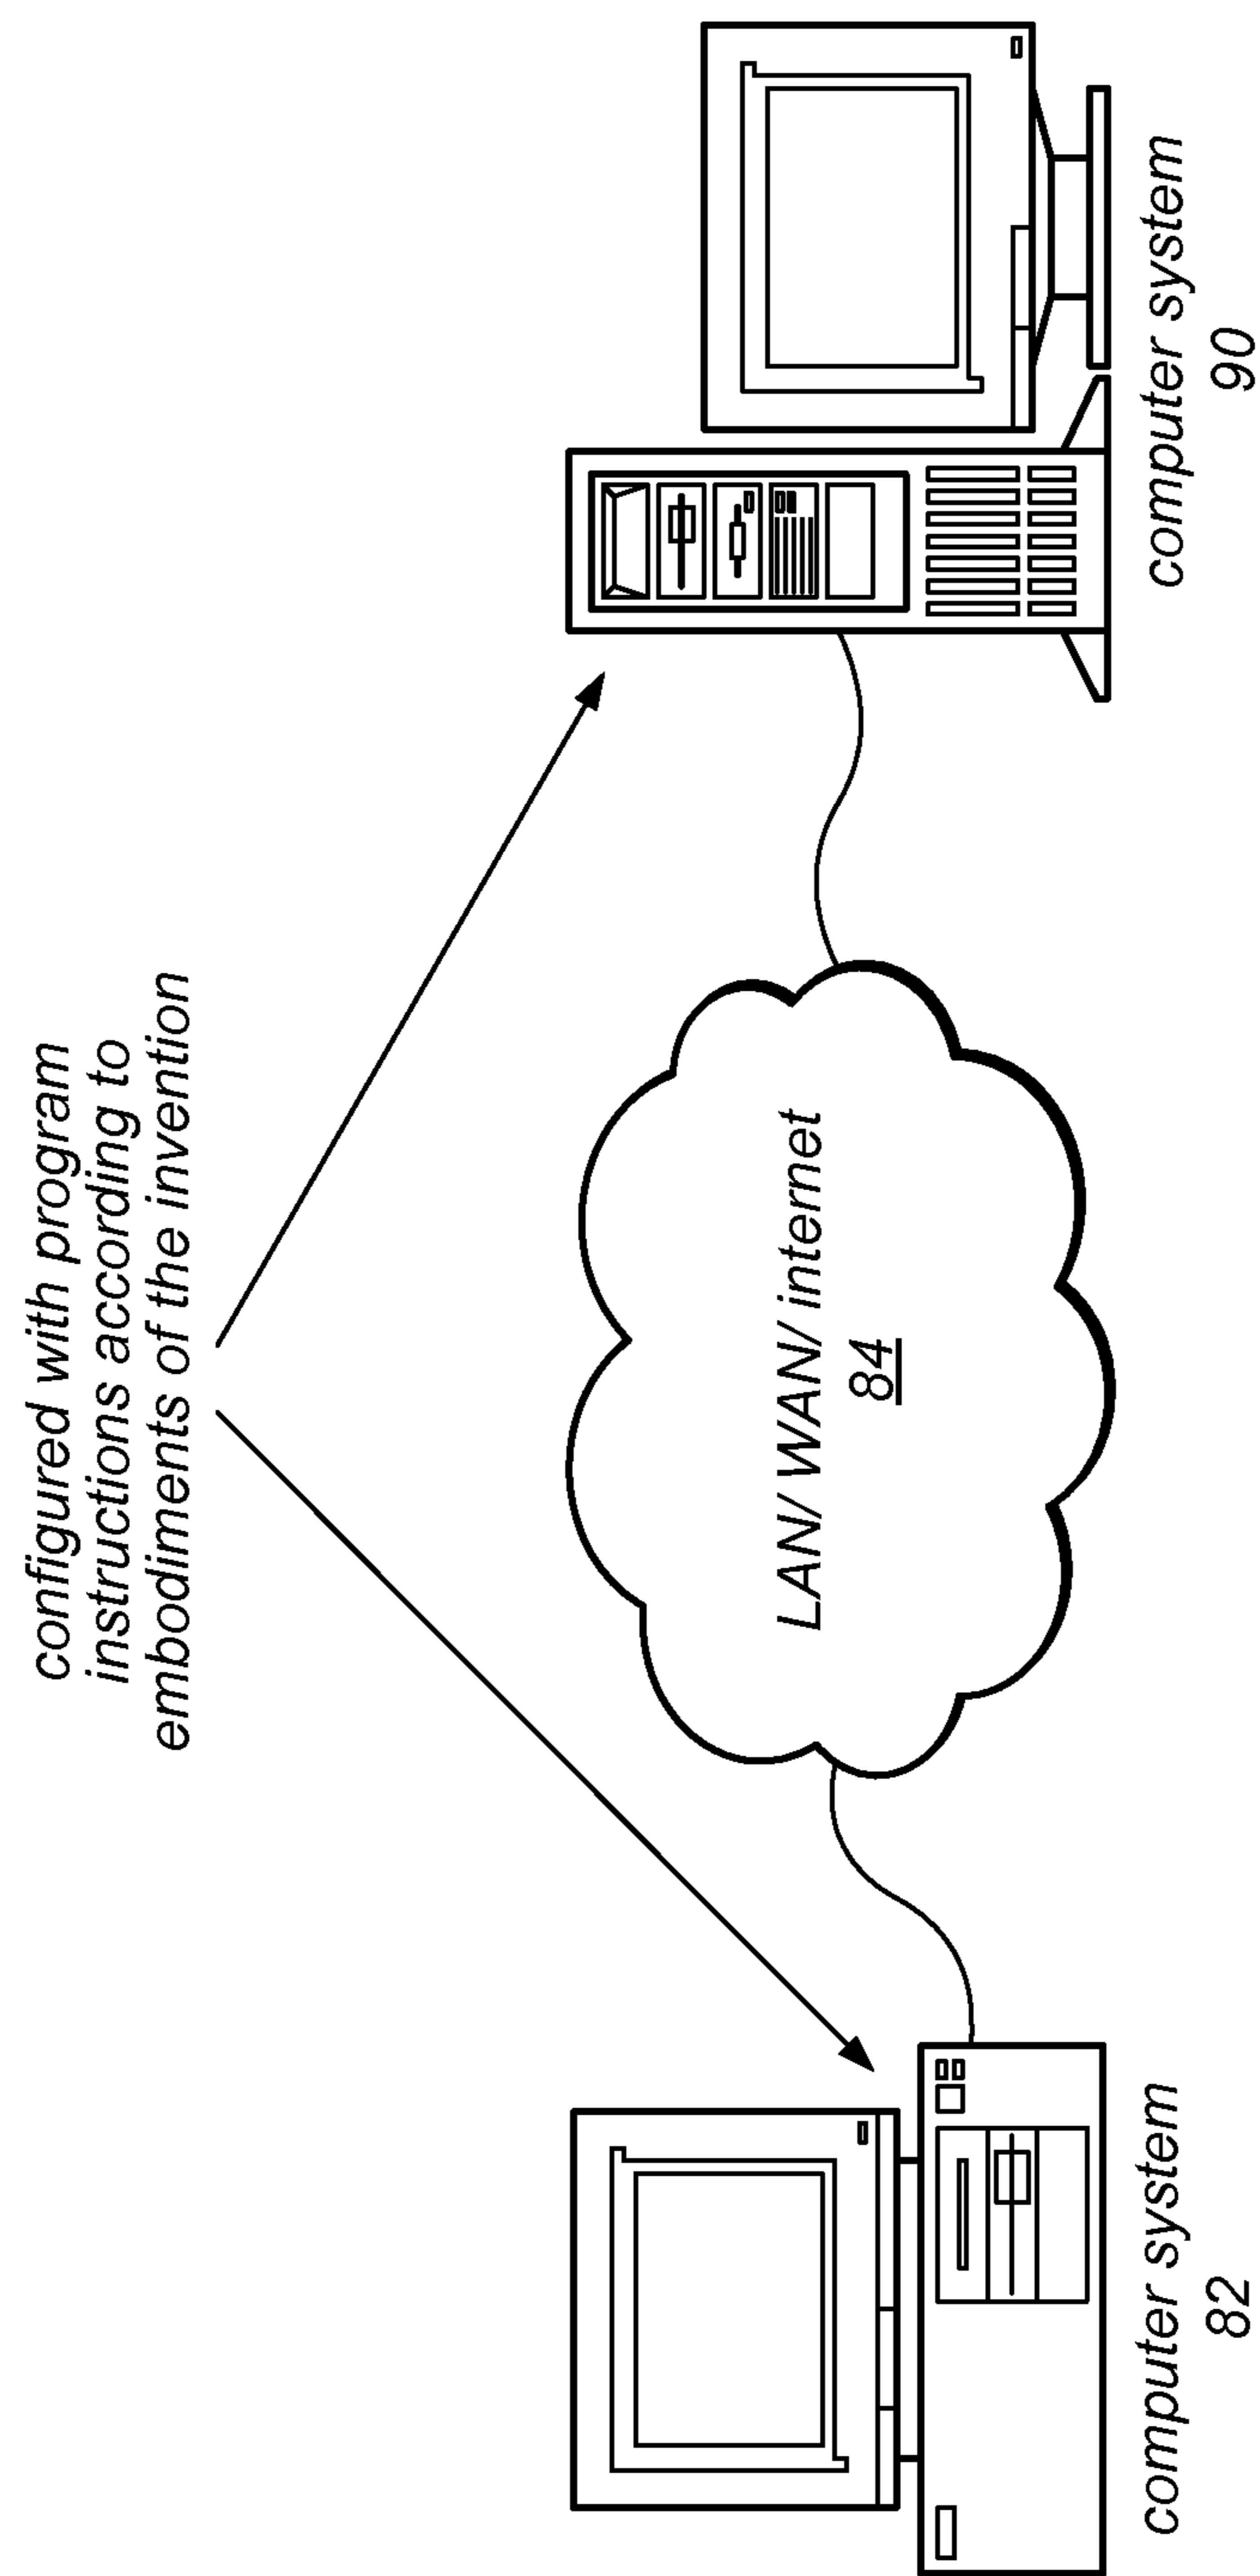 configured with program
instructions according to
embodiments of the invention
LAN/ WAN/ internet
84
computer system
82
computer system
90